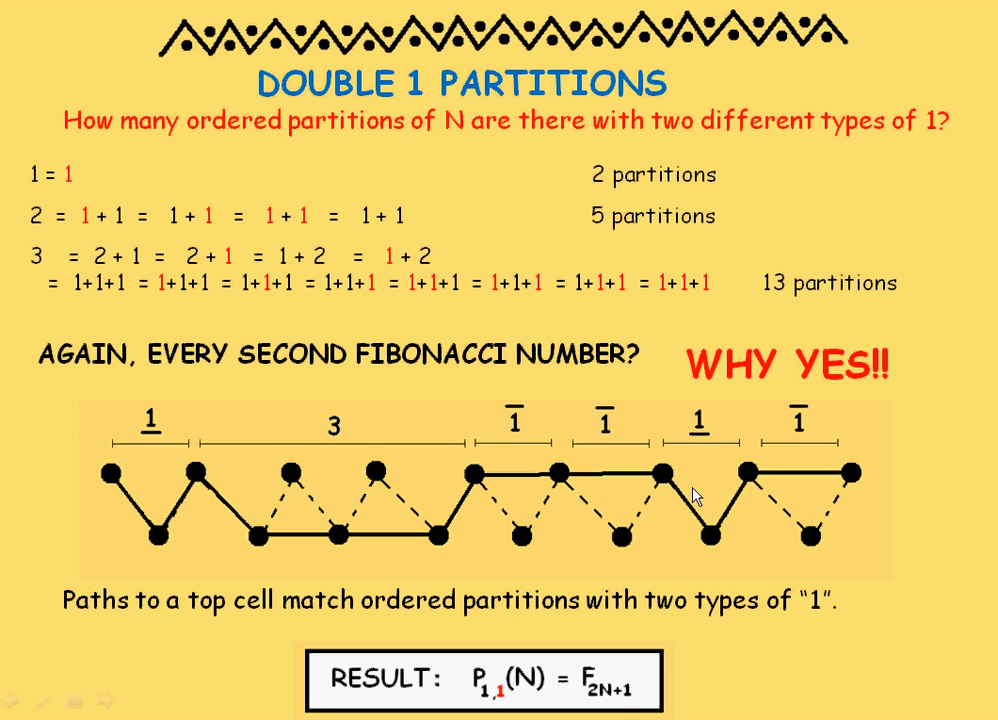 DOUBLE 1 PARTITIONS
How many ordered partitions of N are there with two different types of 1?
1 = 1 2 partitions
2 = 1 + 1 = 1 + 1 = 1 + 1 = 1 + 1 5 partitions
3 = 2 + 1 = 2 + 1 = 1 + 2 = 1 + 2
= 1+1+1 = 1+1+1 = 1+1+1 = 1+1+1 = 1+1+1 = 1+1+1 = 1+1+1 = 1+1+1 13 partitions
AGAIN, EVERY SECOND FIBONACCI NUMBER? WHY YES!!
1̲ 3 1̅ 1̅ 1̲ 1̅
Paths to a top cell match ordered partitions with two types of “1”.
RESULT: P₁,₁(N) = F₂N+1